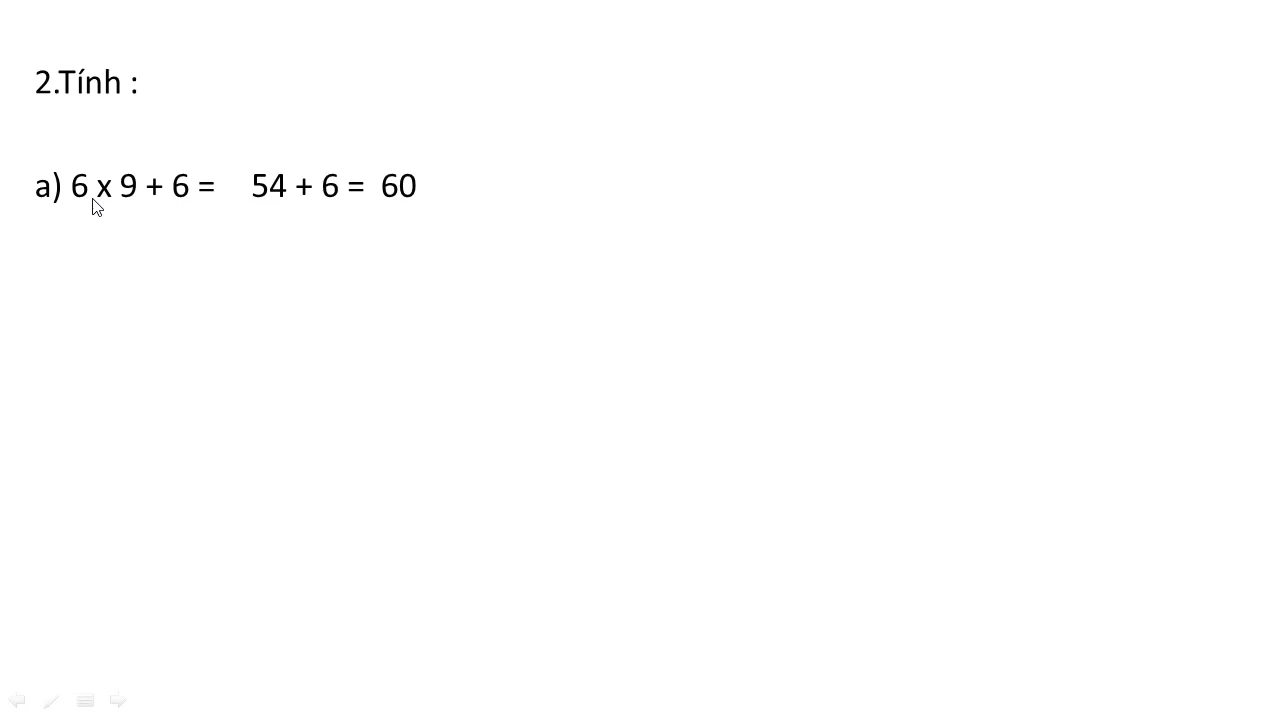 2.Tính :
a) 6 x 9 + 6 = 54 + 6 = 60